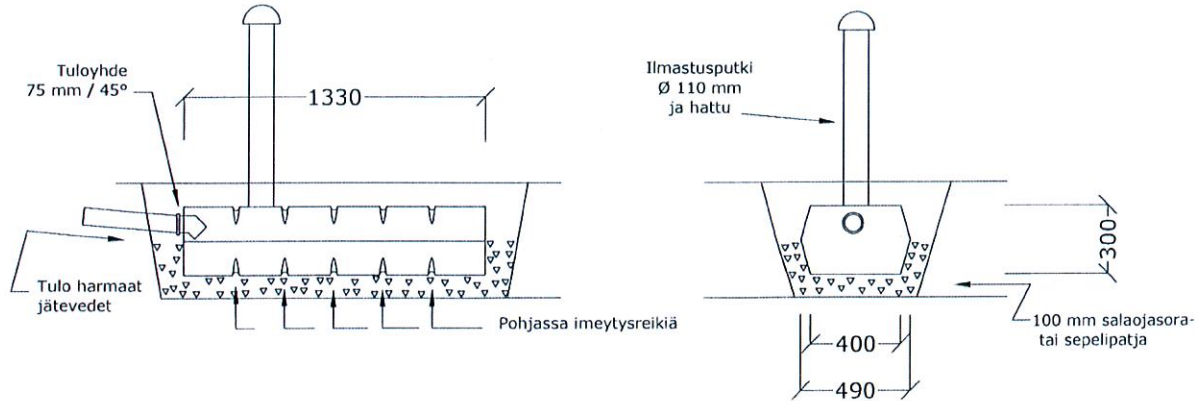 Tuloyhde
75 mm / 45°
1330
Tulo harmaat
jätevedet
Pohjassa imeytysreikiä
Ilmastusputki
Ø 110 mm
ja hattu
300
100 mm salaojasora-
tai sepelipatja
400
490